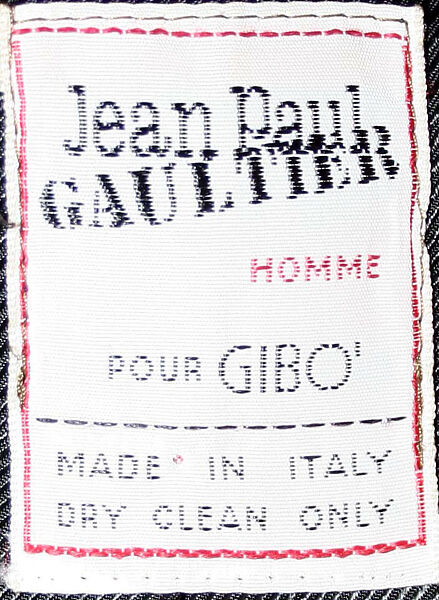 Jean Paul
GAULTIER
HOMME
POUR GIBO'
MADE IN ITALY
DRY CLEAN ONLY